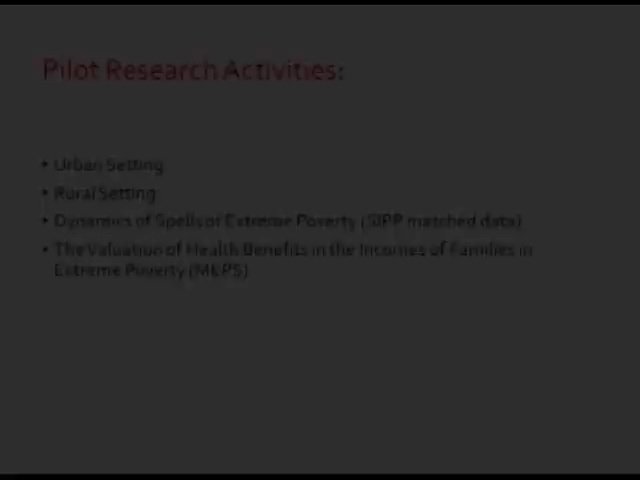 Pilot Research Activities:
• Urban Setting
• Rural Setting
• Dynamics of Spells of Extreme Poverty (SIPP matched data)
• The Valuation of Health Benefits in the Incomes of Families in
Extreme Poverty (MEPS)